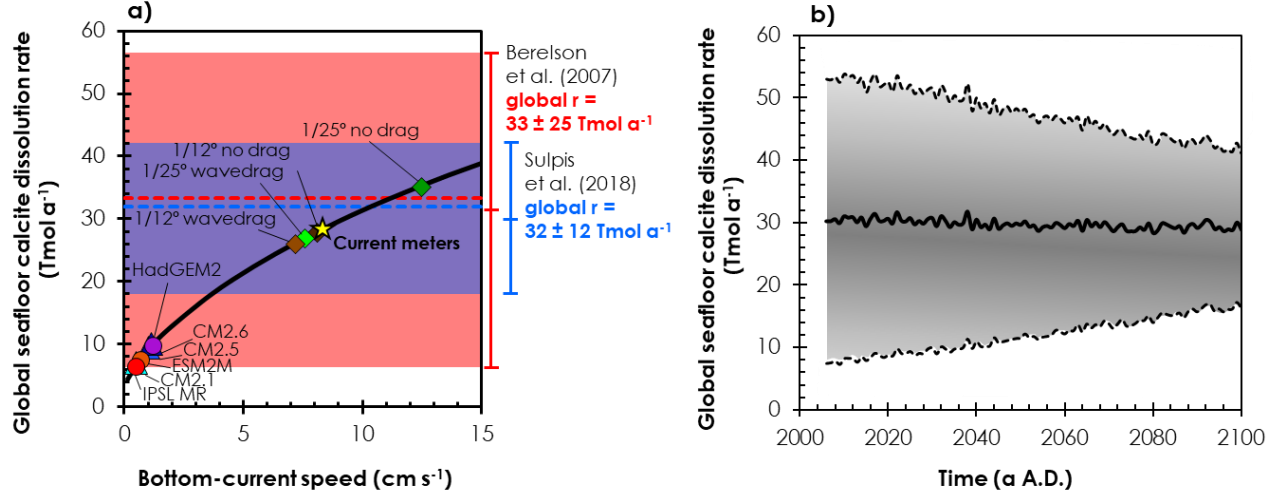 a)
Global seafloor calcite dissolution rate
(Tmol a⁻¹)
60
50
40
30
20
10
0
0
5
10
15
Bottom-current speed (cm s⁻¹)
1/25º no drag
1/12º no drag
1/25º wavedrag
1/12º wavedrag
Current meters
HadGEM2
CM2.6
CM2.5
ESM2M
CM2.1
IPSL MR
Berelson
et al. (2007)
global r =
33 ± 25 Tmol a⁻¹
Sulpis
et al. (2018)
global r =
32 ± 12 Tmol a⁻¹
b)
Global seafloor calcite dissolution rate
(Tmol a⁻¹)
60
50
40
30
20
10
0
2000
2020
2040
2060
2080
2100
Time (a A.D.)